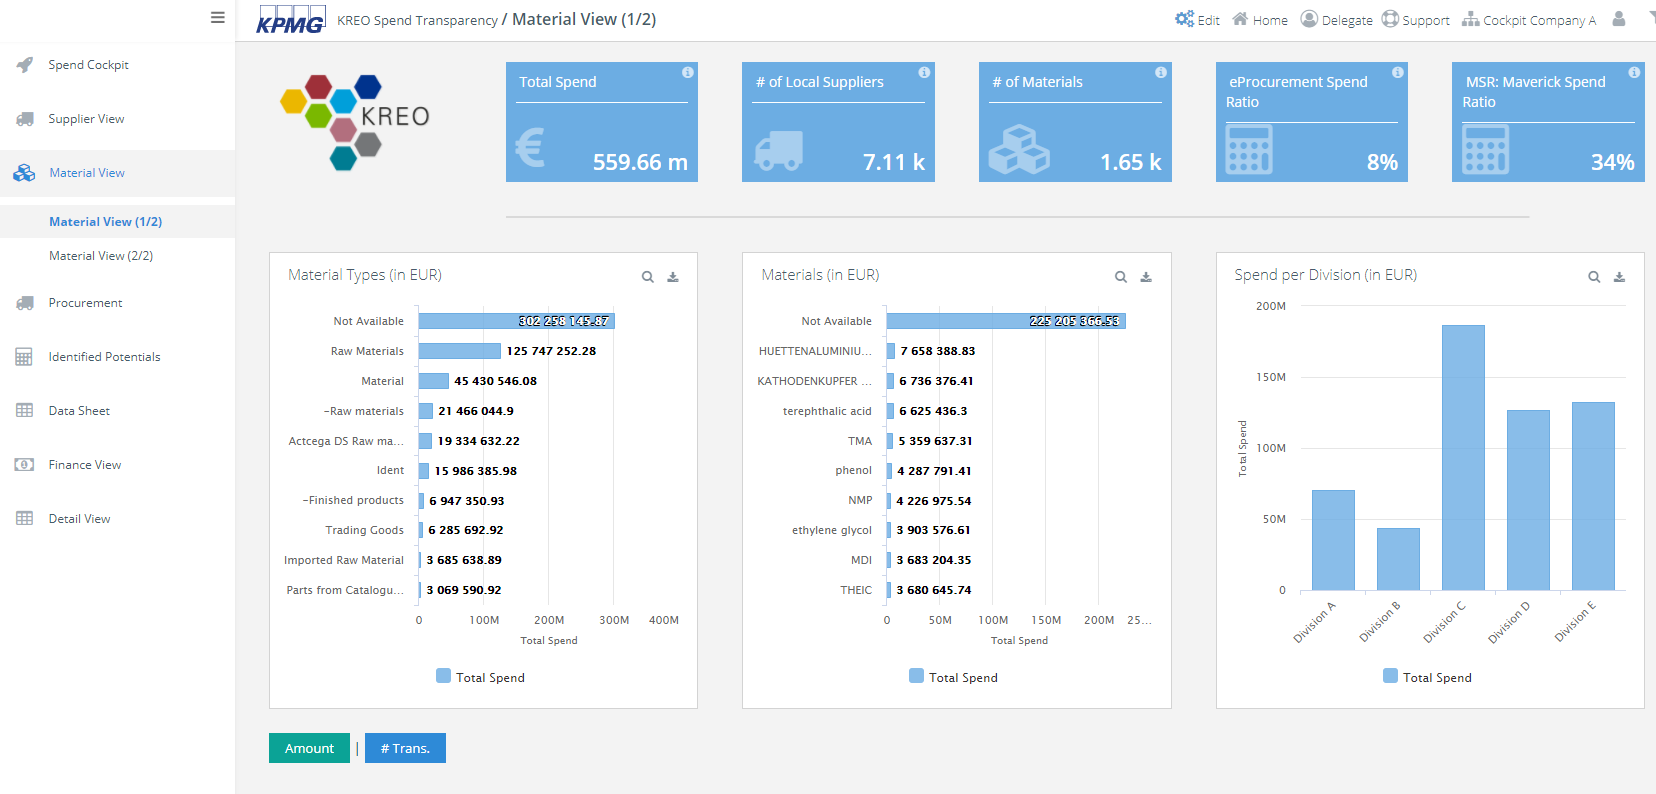 KPMG KREO Spend Transparency / Material View (1/2)
Edit Home Delegate Support Cockpit Company A
Spend Cockpit
Supplier View
Material View
Material View (1/2)
Material View (2/2)
Procurement
Identified Potentials
Data Sheet
Finance View
Detail View
KREO
Total Spend
€
559.66 m
# of Local Suppliers
7.11 k
# of Materials
1.65 k
eProcurement Spend
Ratio
8%
MSR: Maverick Spend
Ratio
34%
Material Types (in EUR)
Not Available 302 258 145.87
Raw Materials 125 747 252.28
Material 45 430 546.08
-Raw materials 21 466 044.9
Actcega DS Raw ma... 19 334 632.22
Ident 15 986 385.98
-Finished products 6 947 350.93
Trading Goods 6 285 692.92
Imported Raw Material 3 685 638.89
Parts from Catalogu... 3 069 590.92
0 100M 200M 300M 400M
Total Spend
Total Spend
Materials (in EUR)
Not Available 225 205 366.53
HUETTENALUMINIU... 7 658 388.83
KATHODENKUPFER ... 6 736 376.41
terephthalic acid 6 625 436.3
TMA 5 359 637.31
phenol 4 287 791.41
NMP 4 226 975.54
ethylene glycol 3 903 576.61
MDI 3 683 204.35
THEIC 3 680 645.74
0 50M 100M 150M 200M 25...
Total Spend
Total Spend
Spend per Division (in EUR)
200M
150M
100M
50M
0
Total Spend
Division A Division B Division C Division D Division E
Total Spend
Amount | # Trans.